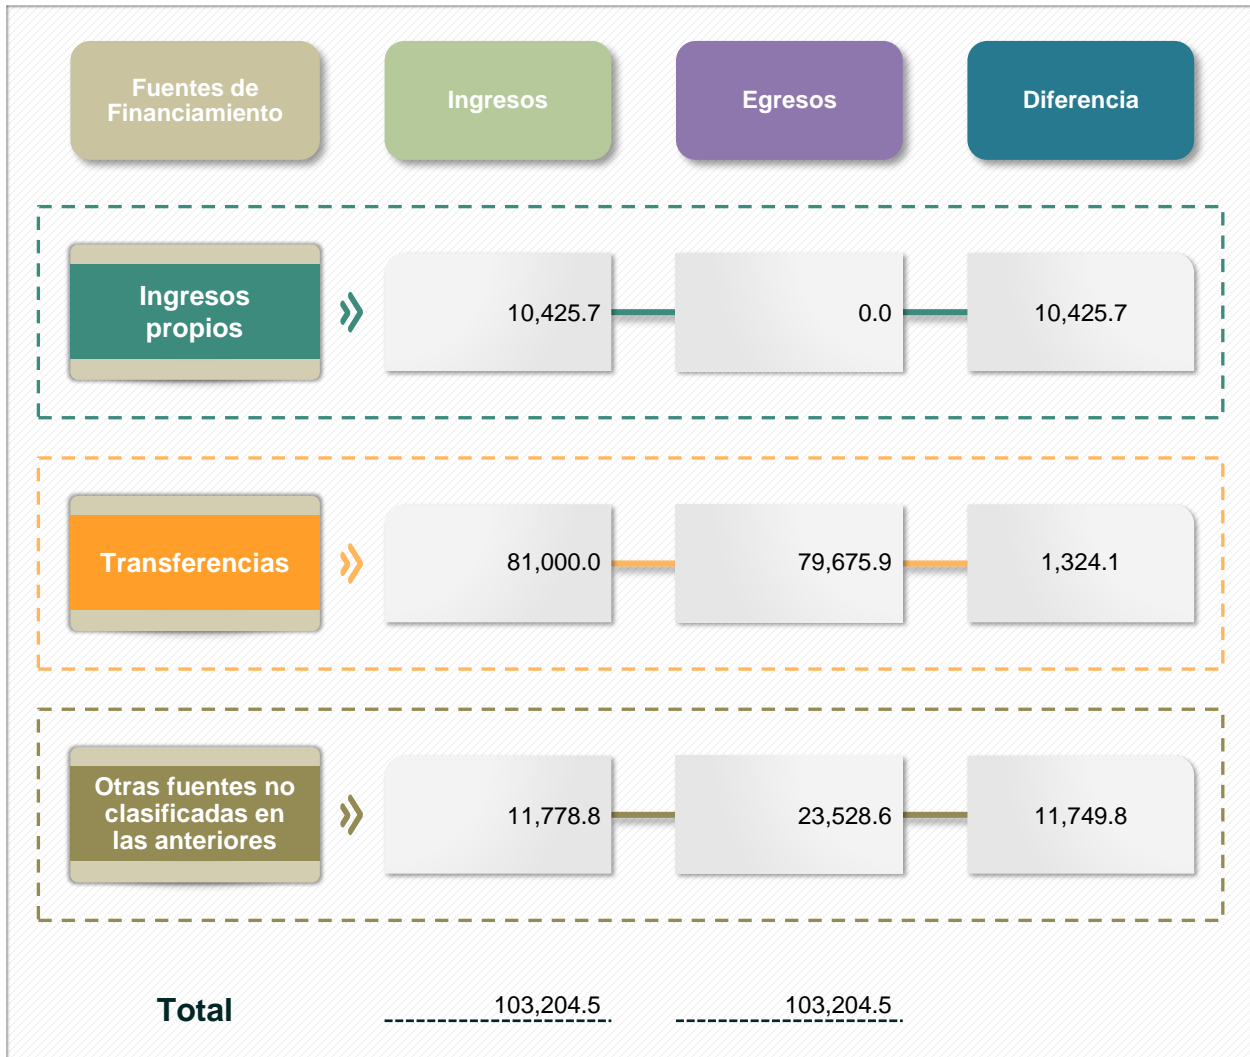 Fuentes de
Financiamiento
Ingresos
Egresos
Diferencia
Ingresos
propios
10,425.7
0.0
10,425.7
Transferencias
81,000.0
79,675.9
1,324.1
Otras fuentes no
clasificadas en
las anteriores
11,778.8
23,528.6
11,749.8
Total
103,204.5
103,204.5